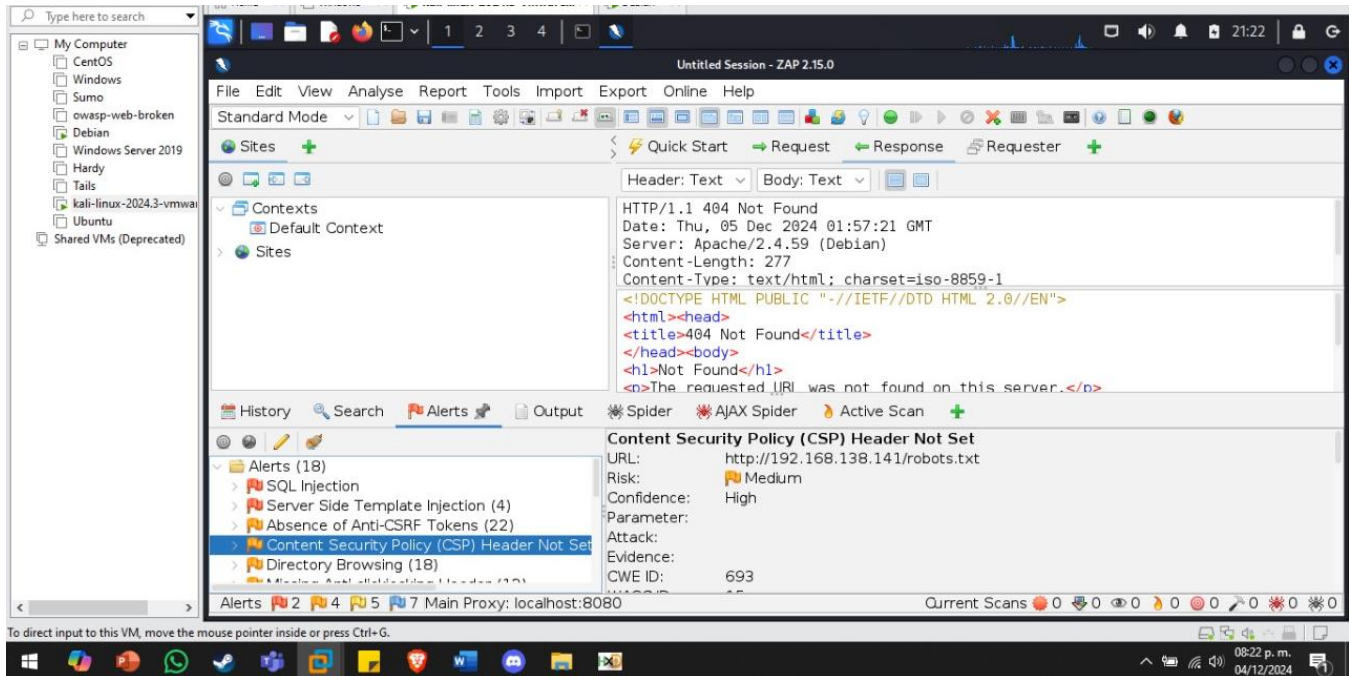 Type here to search
My Computer
CentOS
Windows
Sumo
owasp-web-broken
Debian
Windows Server 2019
Hardy
Tails
kali-linux-2024.3-vmwar
Ubuntu
Shared VMs (Deprecated)
1 2 3 4
21:22
Untitled Session - ZAP 2.15.0
File Edit View Analyse Report Tools Import Export Online Help
Standard Mode
Sites
Quick Start Request Response Requester
Header: Text Body: Text
Contexts
Default Context
Sites
HTTP/1.1 404 Not Found
Date: Thu, 05 Dec 2024 01:57:21 GMT
Server: Apache/2.4.59 (Debian)
Content-Length: 277
Content-Type: text/html; charset=iso-8859-1
<!DOCTYPE HTML PUBLIC "-//IETF//DTD HTML 2.0//EN">
<html><head>
<title>404 Not Found</title>
</head><body>
<h1>Not Found</h1>
<p>The requested URL was not found on this server.</p>
History Search Alerts Output Spider AJAX Spider Active Scan
Alerts (18)
SQL Injection
Server Side Template Injection (4)
Absence of Anti-CSRF Tokens (22)
Content Security Policy (CSP) Header Not Set
Directory Browsing (18)
Content Security Policy (CSP) Header Not Set
URL: http://192.168.138.141/robots.txt
Risk: Medium
Confidence: High
Parameter:
Attack:
Evidence:
CWE ID: 693
Alerts 2 4 5 7 Main Proxy: localhost:8080
Current Scans 0 0 0 0 0 0 0 0
To direct input to this VM, move the mouse pointer inside or press Ctrl+G.
08:22 p. m.
04/12/2024